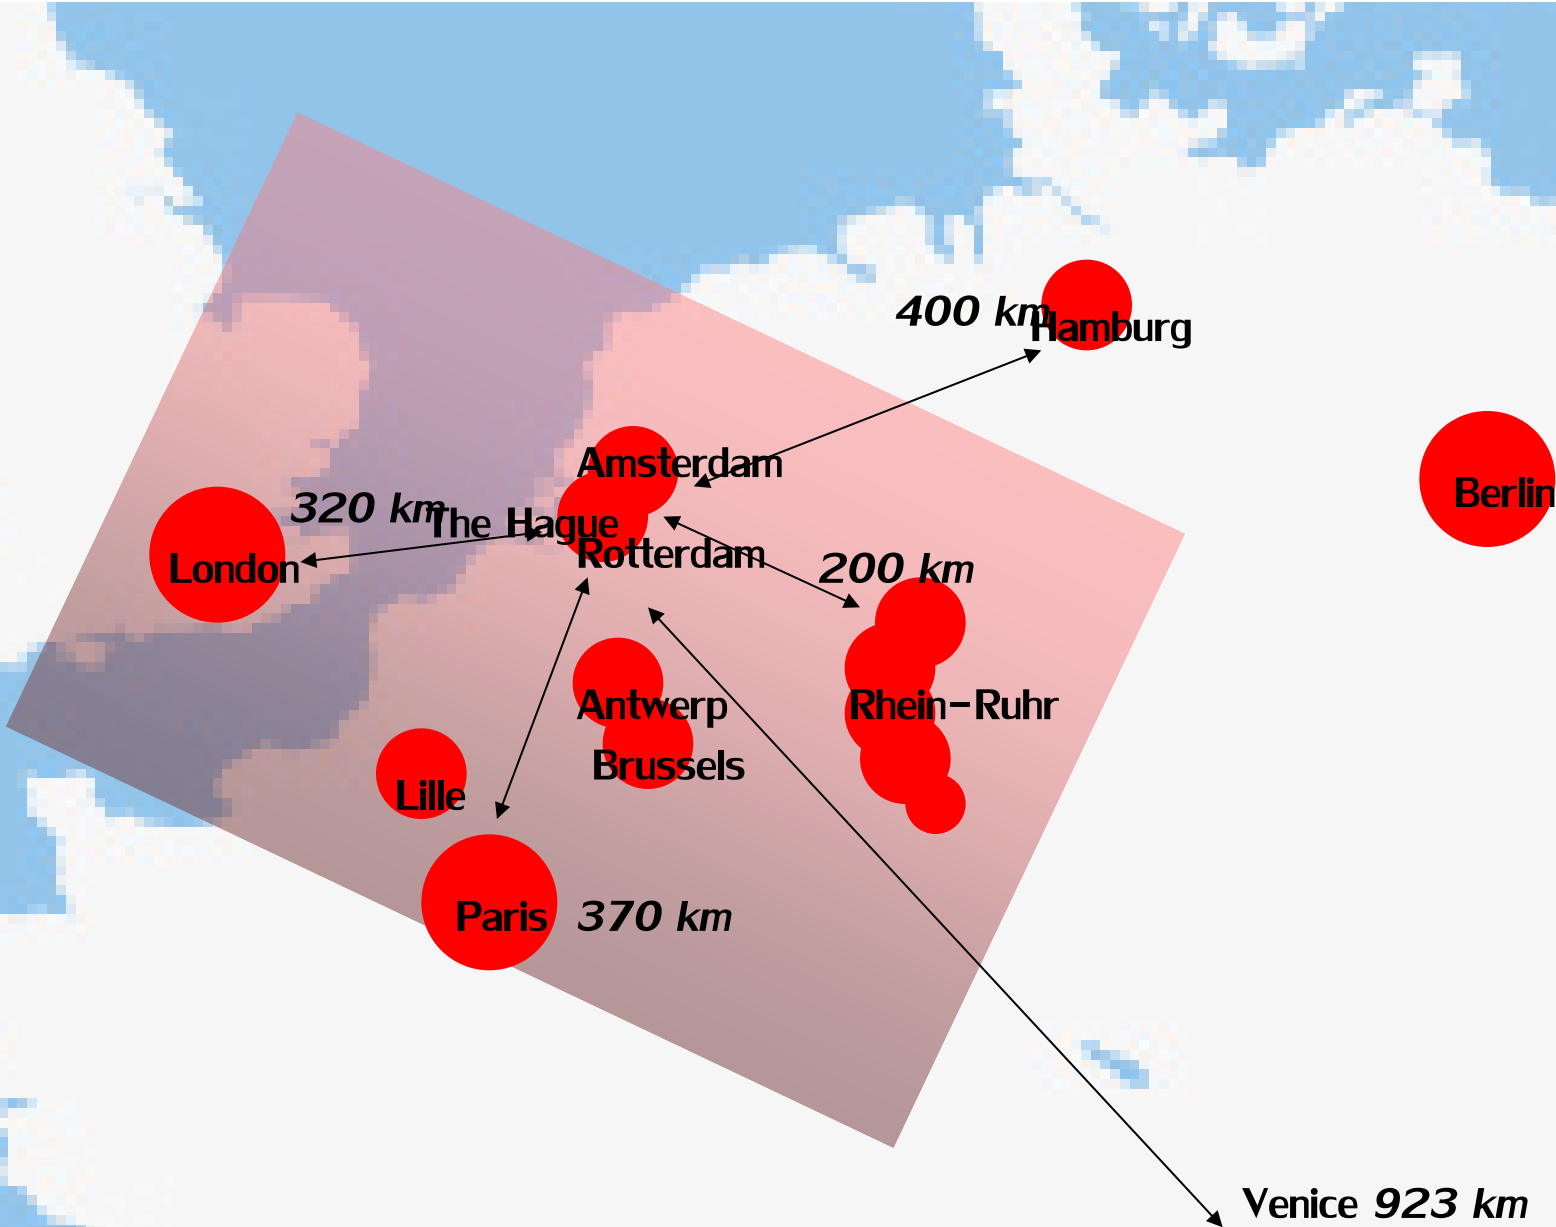 400 km
Hamburg
Amsterdam
Berlin
320 km
The Hague
Rotterdam
200 km
London
Antwerp
Rhein-Ruhr
Brussels
Lille
Paris 370 km
Venice 923 km